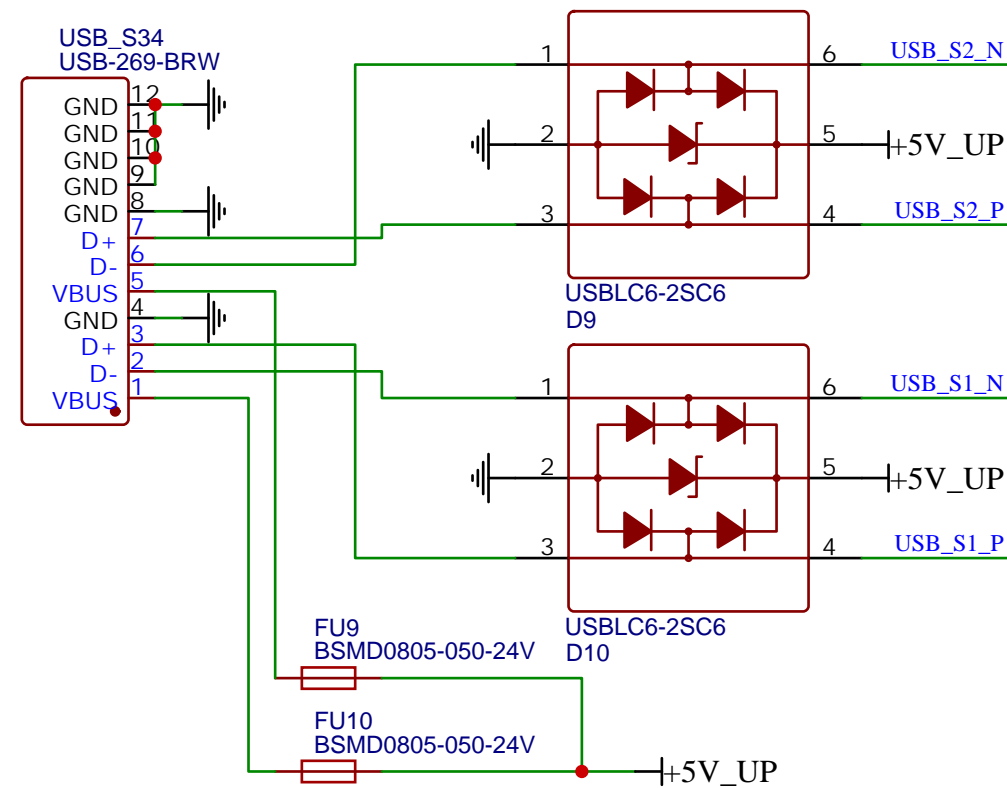 USB_S34
USB-269-BRW
GND 12
GND 11
GND 10
GND 9
GND 8
D+ 7
D- 6
VBUS 5
GND 4
D+ 3
D- 2
VBUS 1
1 6 USB_S2_N
2 5 +5V_UP
3 4 USB_S2_P
USBLC6-2SC6
D9
1 6 USB_S1_N
2 5 +5V_UP
3 4 USB_S1_P
USBLC6-2SC6
D10
FU9
BSMD0805-050-24V
FU10
BSMD0805-050-24V
+5V_UP